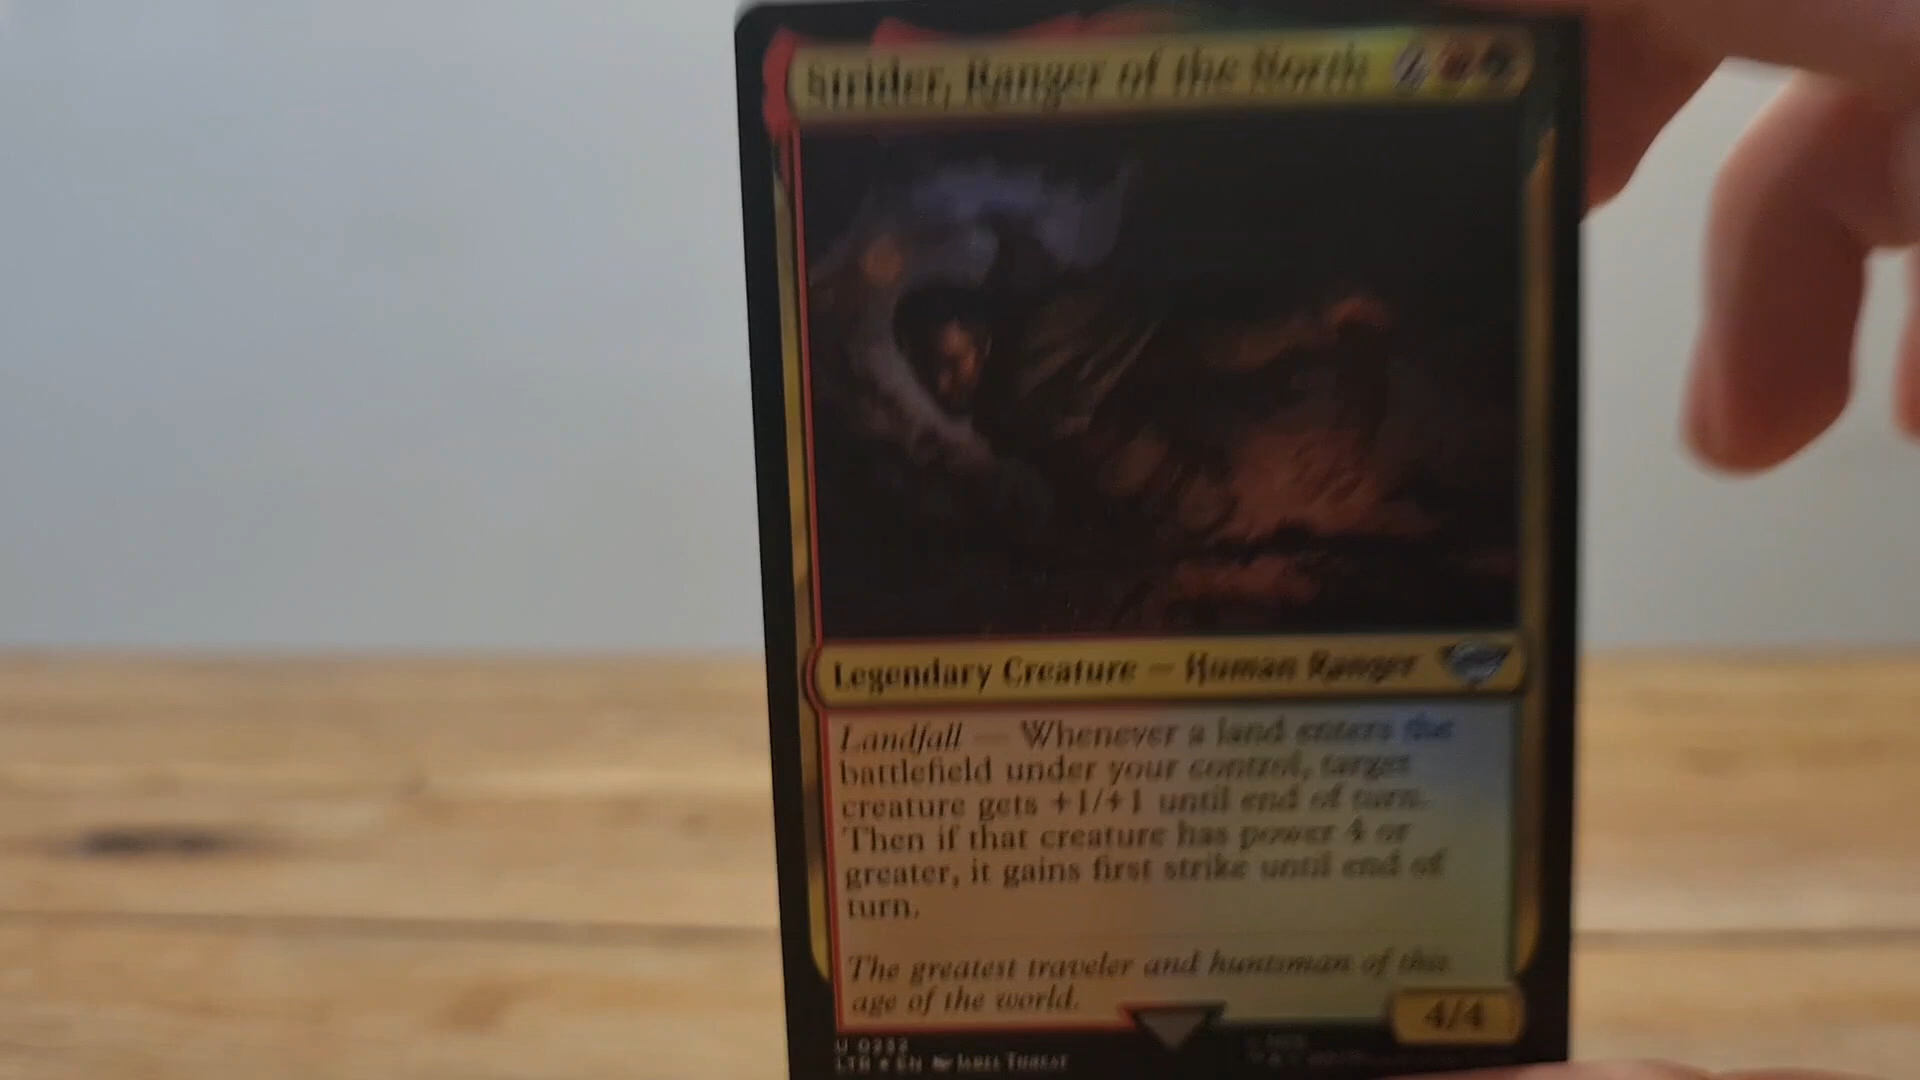 Strider, Ranger of the North 2
Legendary Creature — Human Ranger
Landfall — Whenever a land enters the
battlefield under your control, target
creature gets +1/+1 until end of turn.
Then if that creature has power 4 or
greater, it gains first strike until end of
turn.
The greatest traveler and huntsman of this
age of the world.
4/4
U 0232
LTR EN